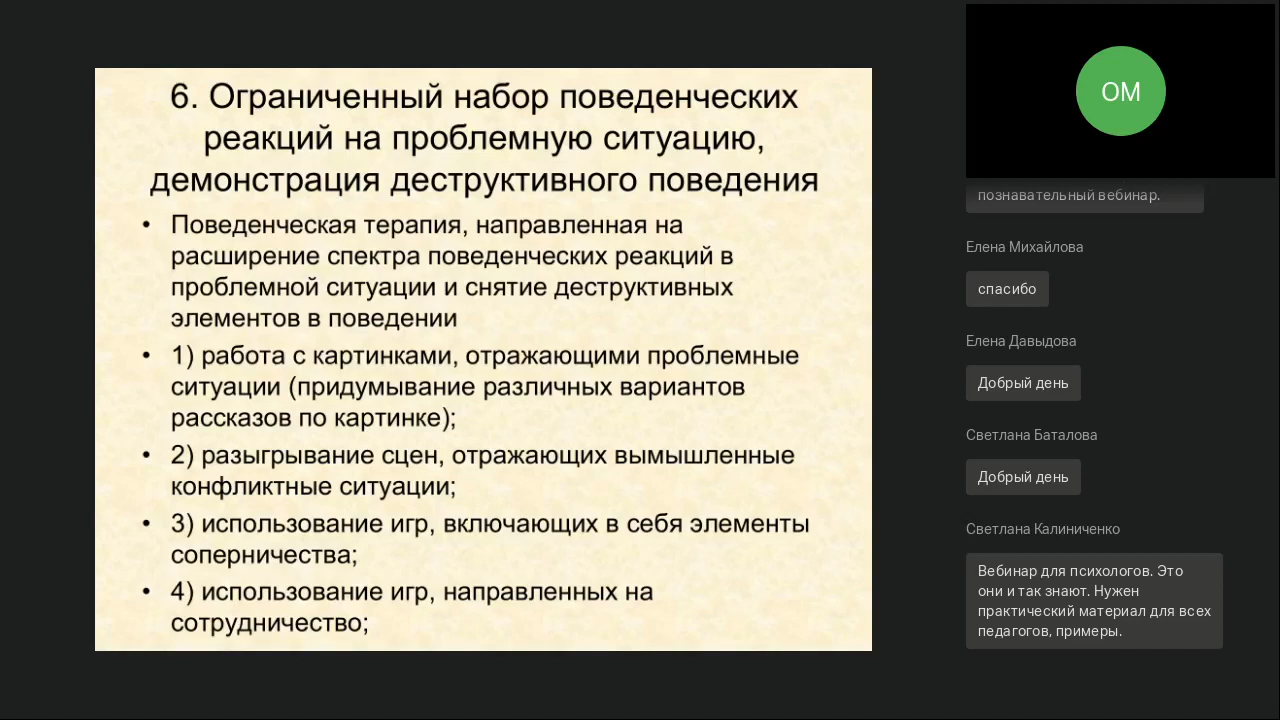 6. Ограниченный набор поведенческих
реакций на проблемную ситуацию,
демонстрация деструктивного поведения
• Поведенческая терапия, направленная на
расширение спектра поведенческих реакций в
проблемной ситуации и снятие деструктивных
элементов в поведении
• 1) работа с картинками, отражающими проблемные
ситуации (придумывание различных вариантов
рассказов по картинке);
• 2) разыгрывание сцен, отражающих вымышленные
конфликтные ситуации;
• 3) использование игр, включающих в себя элементы
соперничества;
• 4) использование игр, направленных на
сотрудничество;
ОМ
познавательный вебинар.
Елена Михайлова
спасибо
Елена Давыдова
Добрый день
Светлана Баталова
Добрый день
Светлана Калиниченко
Вебинар для психологов. Это
они и так знают. Нужен
практический материал для всех
педагогов, примеры.